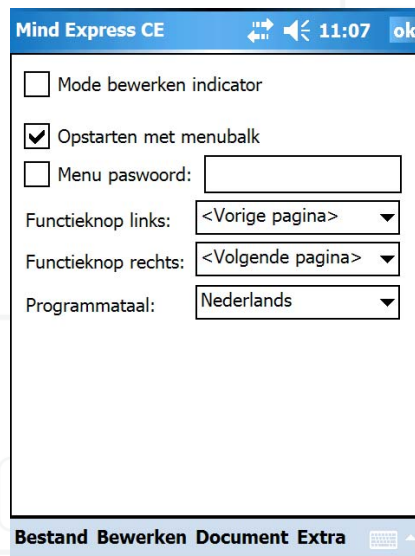 Mind Express CE 11:07 ok
Mode bewerken indicator
Opstarten met menubalk
Menu paswoord:
Functieknop links: <Vorige pagina>
Functieknop rechts: <Volgende pagina>
Programmataal: Nederlands
Bestand Bewerken Document Extra